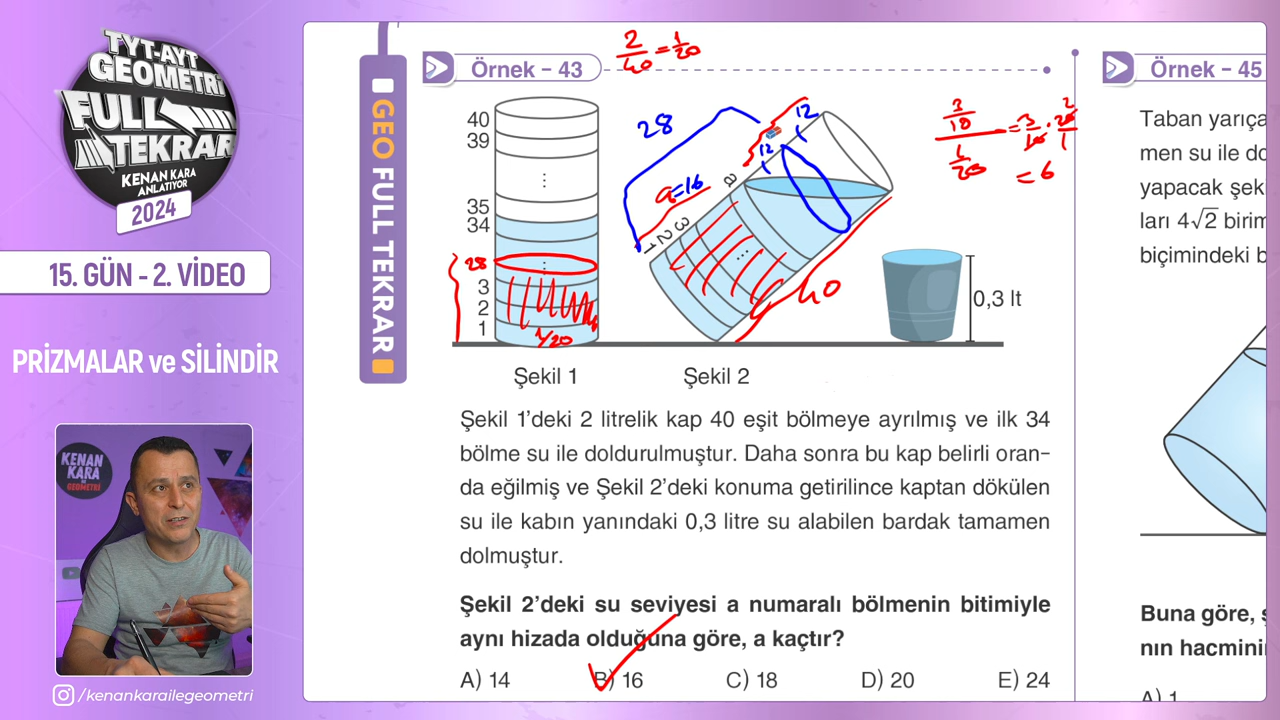 TYT-AYT
GEOMETRİ
FULL
TEKRAR
KENAN KARA
ANLATIYOR
2024
15. GÜN - 2. VİDEO
PRİZMALAR ve SİLİNDİR
KENAN
KARA
GEOMETRİ
/kenankarailegeometri
GEO FULL TEKRAR
Örnek - 43
2/40 = 1/20
40
39
35
34
28
3
2
1
1/20
28
a=16
12
12
a
3
2
1
40
3/10 / 1/20 = 3/10 . 20/1
2
= 6
0,3 lt
Şekil 1
Şekil 2
Şekil 1'deki 2 litrelik kap 40 eşit bölmeye ayrılmış ve ilk 34
bölme su ile doldurulmuştur. Daha sonra bu kap belirli oran-
da eğilmiş ve Şekil 2'deki konuma getirilince kaptan dökülen
su ile kabın yanındaki 0,3 litre su alabilen bardak tamamen
dolmuştur.
Şekil 2'deki su seviyesi a numaralı bölmenin bitimiyle
aynı hizada olduğuna göre, a kaçtır?
A) 14 B) 16 C) 18 D) 20 E) 24
Örnek - 45
Taban yarıça
men su ile do
yapacak şek
ları 4√2 birim
biçimindeki b
Buna göre, ş
nın hacmini
A) 1